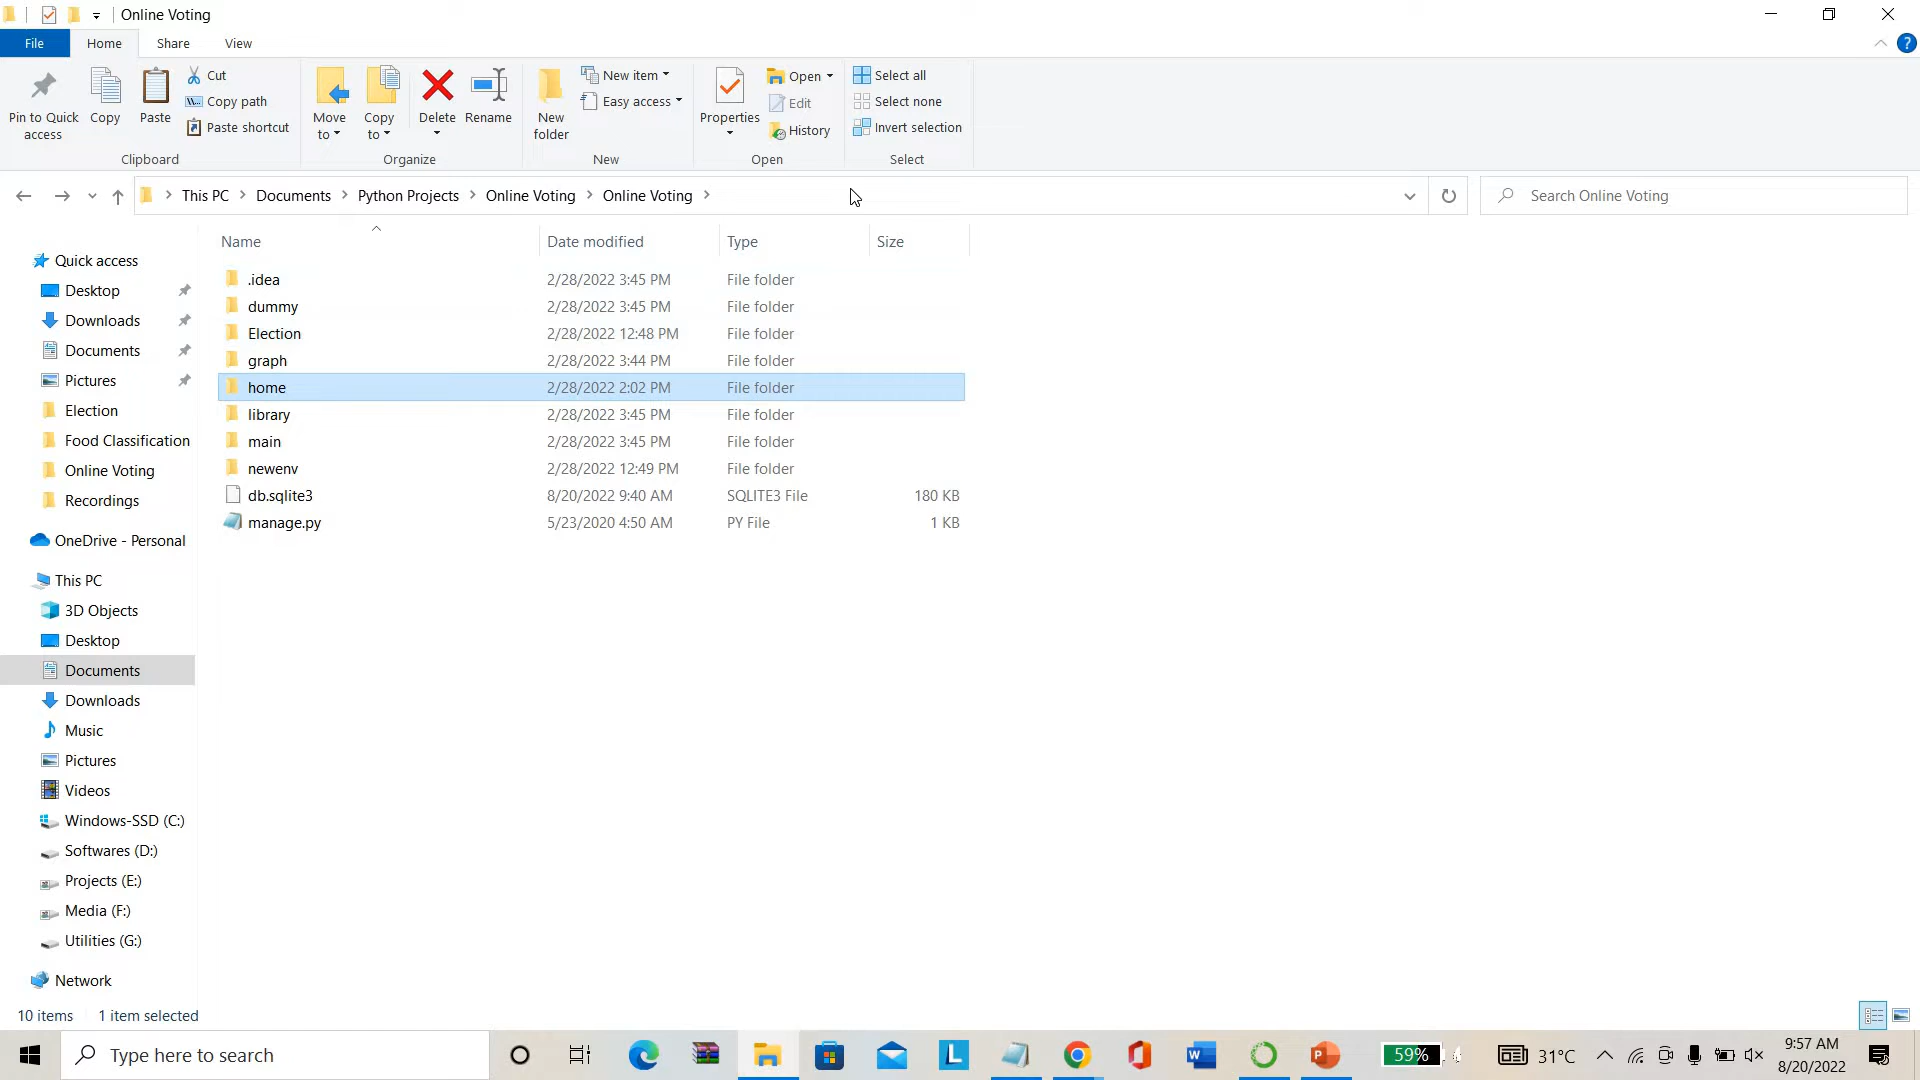 Online Voting
File
Home
Share
View
Pin to Quick access
Copy
Paste
Cut
Copy path
Paste shortcut
Clipboard
Move to
Copy to
Delete
Rename
Organize
New folder
New item
Easy access
New
Properties
Open
Edit
History
Open
Select all
Select none
Invert selection
Select
This PC
Documents
Python Projects
Online Voting
Online Voting
Search Online Voting
Name
Date modified
Type
Size
.idea 2/28/2022 3:45 PM File folder
dummy 2/28/2022 3:45 PM File folder
Election 2/28/2022 12:48 PM File folder
graph 2/28/2022 3:44 PM File folder
home 2/28/2022 2:02 PM File folder
library 2/28/2022 3:45 PM File folder
main 2/28/2022 3:45 PM File folder
newenv 2/28/2022 12:49 PM File folder
db.sqlite3 8/20/2022 9:40 AM SQLITE3 File 180 KB
manage.py 5/23/2020 4:50 AM PY File 1 KB
Quick access
Desktop
Downloads
Documents
Pictures
Election
Food Classification
Online Voting
Recordings
OneDrive - Personal
This PC
3D Objects
Desktop
Documents
Downloads
Music
Pictures
Videos
Windows-SSD (C:)
Softwares (D:)
Projects (E:)
Media (F:)
Utilities (G:)
Network
10 items
1 item selected
Type here to search
L
W
P
59%
31°C
9:57 AM
8/20/2022